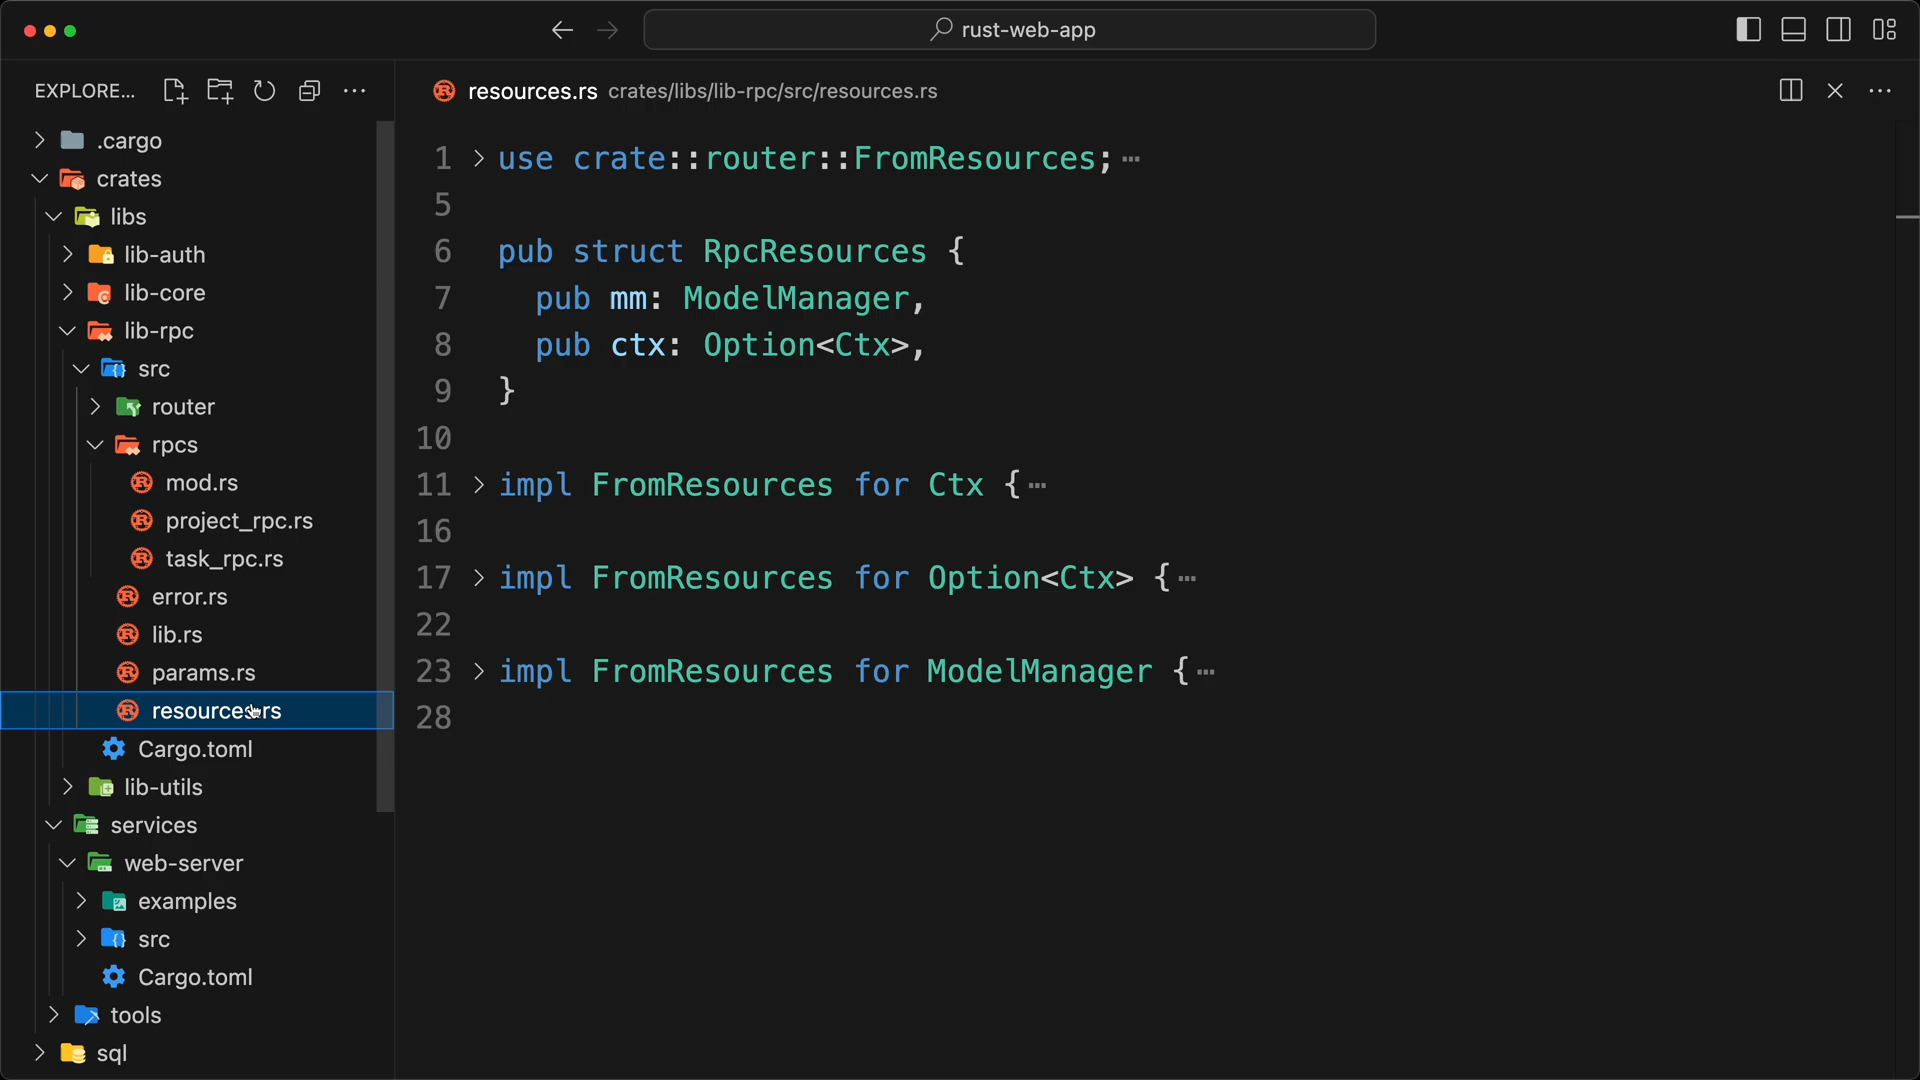 rust-web-app
EXPLORE...
.cargo
crates
libs
lib-auth
lib-core
lib-rpc
src
router
rpcs
mod.rs
project_rpc.rs
task_rpc.rs
error.rs
lib.rs
params.rs
resources.rs
Cargo.toml
lib-utils
services
web-server
examples
src
Cargo.toml
tools
sql
resources.rs crates/libs/lib-rpc/src/resources.rs
1 > use crate::router::FromResources; ⋯
5
6 pub struct RpcResources {
7 pub mm: ModelManager,
8 pub ctx: Option<Ctx>,
9 }
10
11 > impl FromResources for Ctx { ⋯
16
17 > impl FromResources for Option<Ctx> { ⋯
22
23 > impl FromResources for ModelManager { ⋯
28